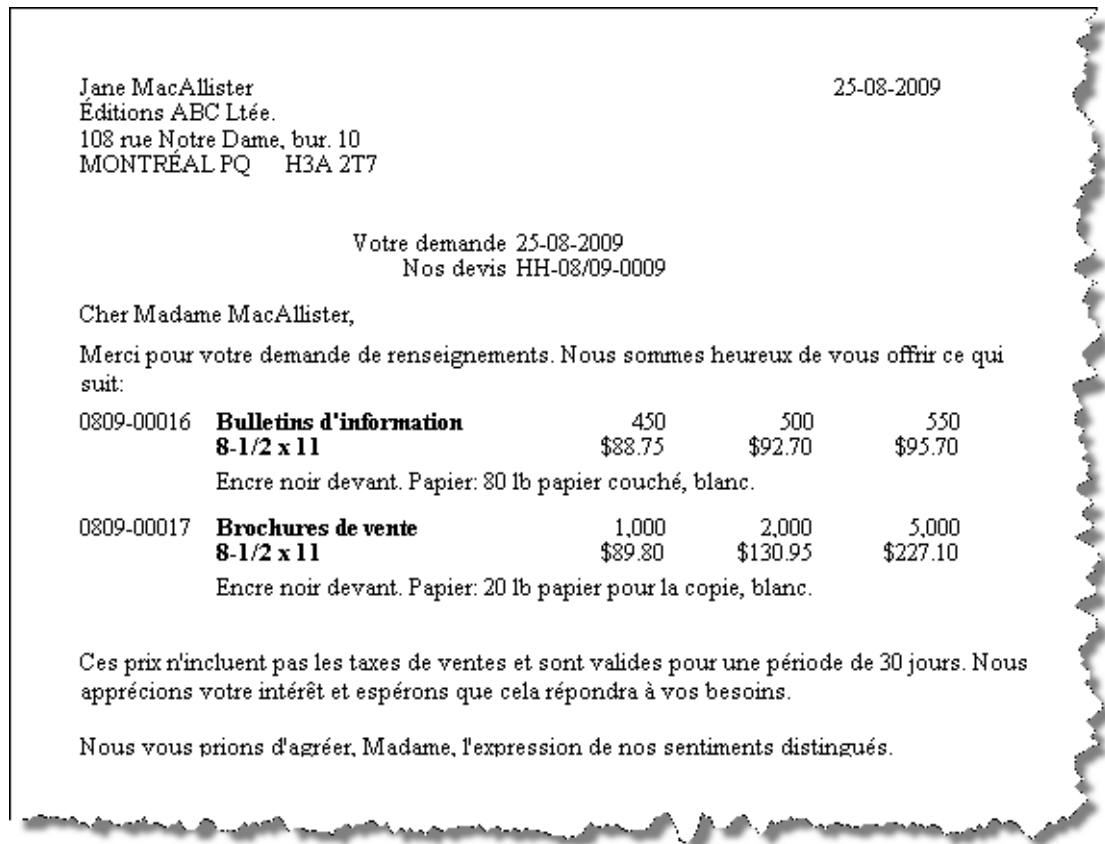 Jane MacAllister 25-08-2009
Éditions ABC Ltée.
108 rue Notre Dame, bur. 10
MONTRÉAL PQ H3A 2T7
Votre demande 25-08-2009
Nos devis HH-08/09-0009
Cher Madame MacAllister,
Merci pour votre demande de renseignements. Nous sommes heureux de vous offrir ce qui
suit:
0809-00016 Bulletins d'information 450 500 550
8-1/2 x 11 $88.75 $92.70 $95.70
Encre noir devant. Papier: 80 lb papier couché, blanc.
0809-00017 Brochures de vente 1,000 2,000 5,000
8-1/2 x 11 $89.80 $130.95 $227.10
Encre noir devant. Papier: 20 lb papier pour la copie, blanc.
Ces prix n'incluent pas les taxes de ventes et sont valides pour une période de 30 jours. Nous
apprécions votre intérêt et espérons que cela répondra à vos besoins.
Nous vous prions d'agréer, Madame, l'expression de nos sentiments distingués.